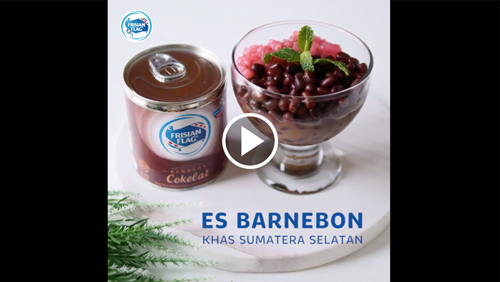 FRISIAN
FLAG
FRISIAN
FLAG
Cokelat
ES BARNEBON
KHAS SUMATERA SELATAN